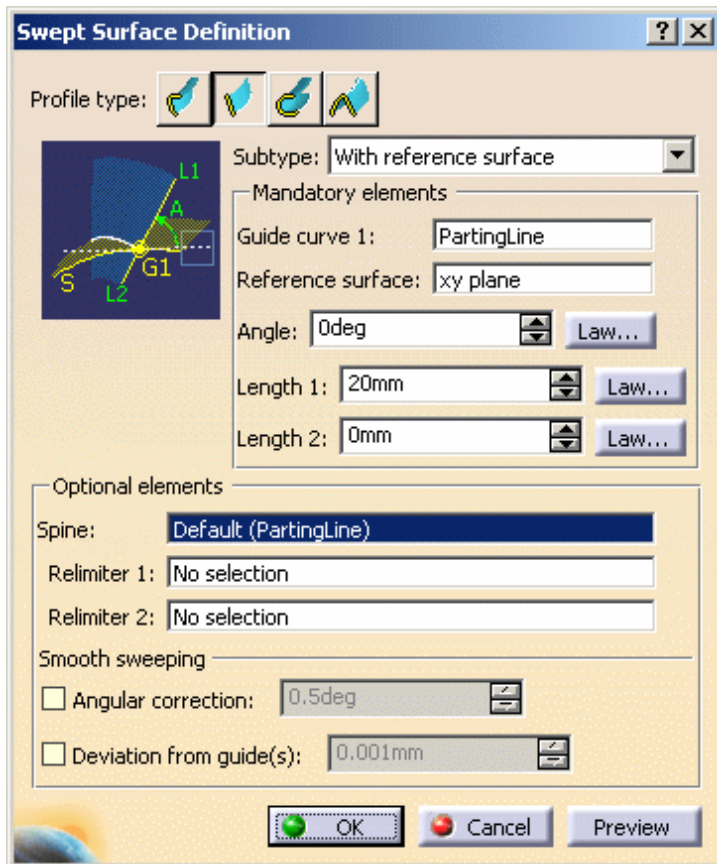 Swept Surface Definition
Profile type:
Subtype: With reference surface
L1
A
G1
S
L2
Mandatory elements
Guide curve 1: PartingLine
Reference surface: xy plane
Angle: 0deg Law...
Length 1: 20mm Law...
Length 2: 0mm Law...
Optional elements
Spine: Default (PartingLine)
Relimiter 1: No selection
Relimiter 2: No selection
Smooth sweeping
Angular correction: 0.5deg
Deviation from guide(s): 0.001mm
OK Cancel Preview